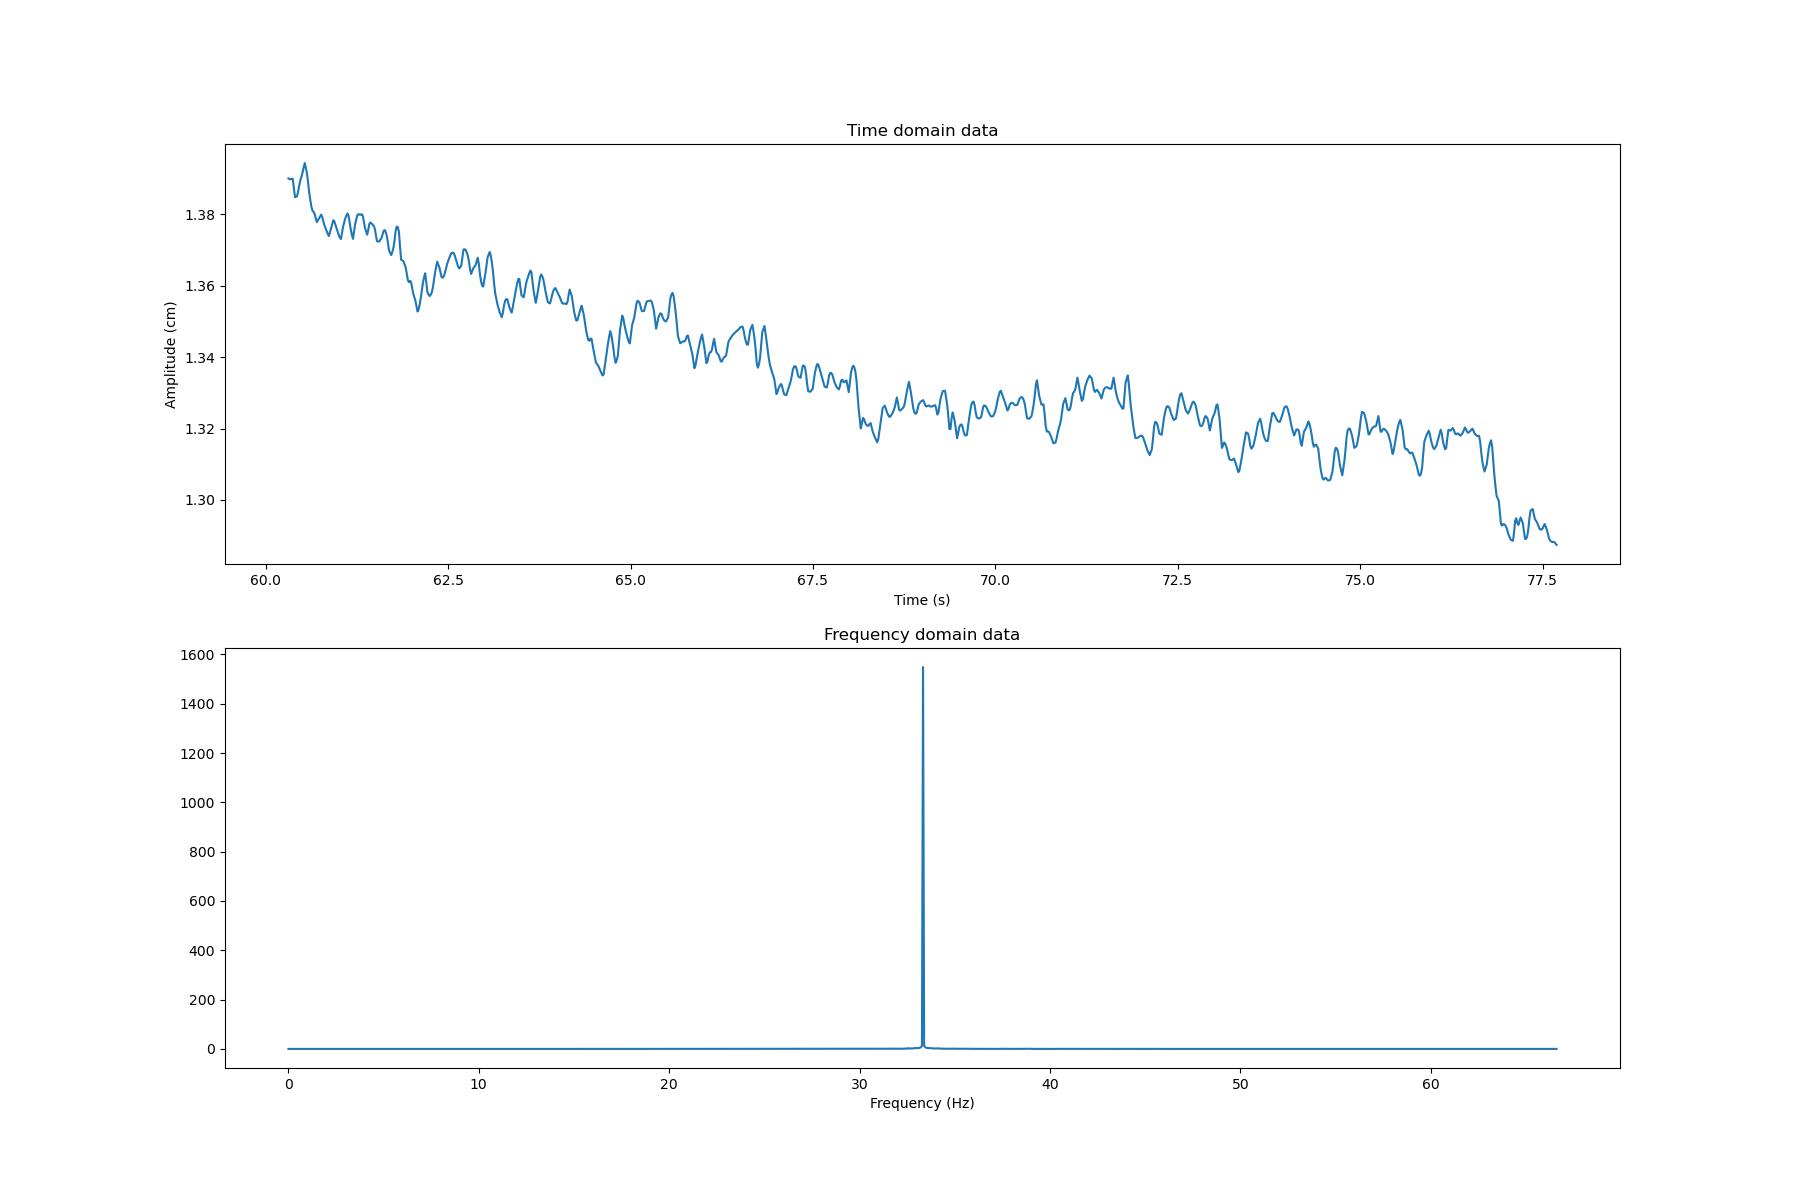 Time domain data
1.38
1.36
1.34
1.32
1.30
Amplitude (cm)
60.0 62.5 65.0 67.5 70.0 72.5 75.0 77.5
Time (s)
Frequency domain data
1600
1400
1200
1000
800
600
400
200
0
0 10 20 30 40 50 60
Frequency (Hz)